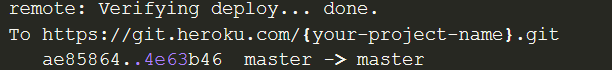 remote: Verifying deploy... done.
To https://git.heroku.com/{your-project-name}.git
ae85864..4e63b46 master -> master